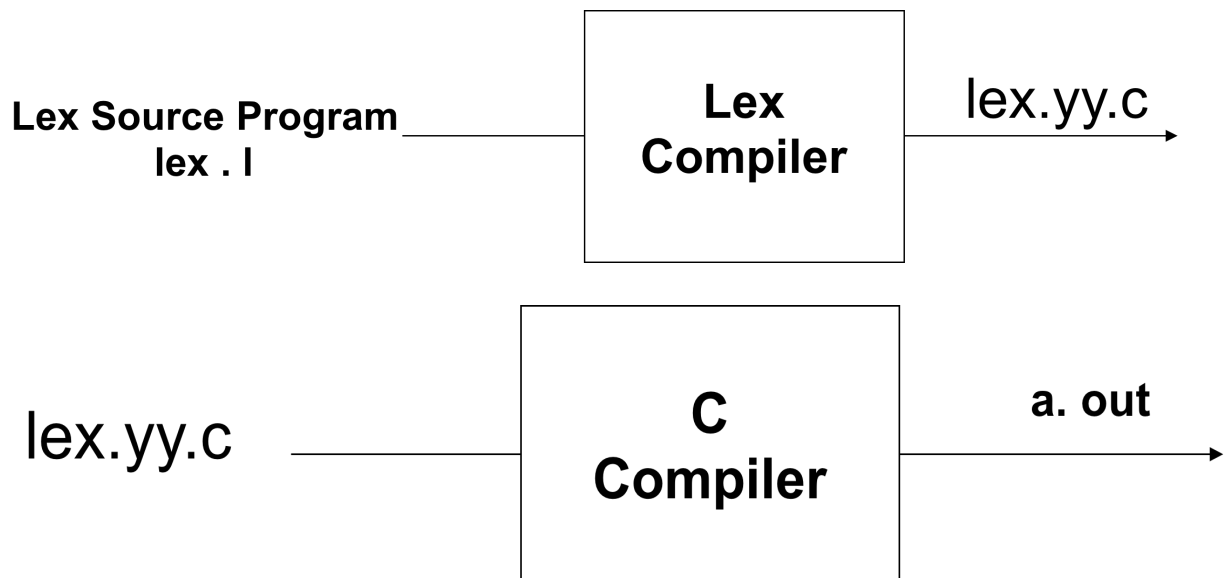 Lex Source Program
lex . l
Lex
Compiler
lex.yy.c
lex.yy.c
C
Compiler
a. out